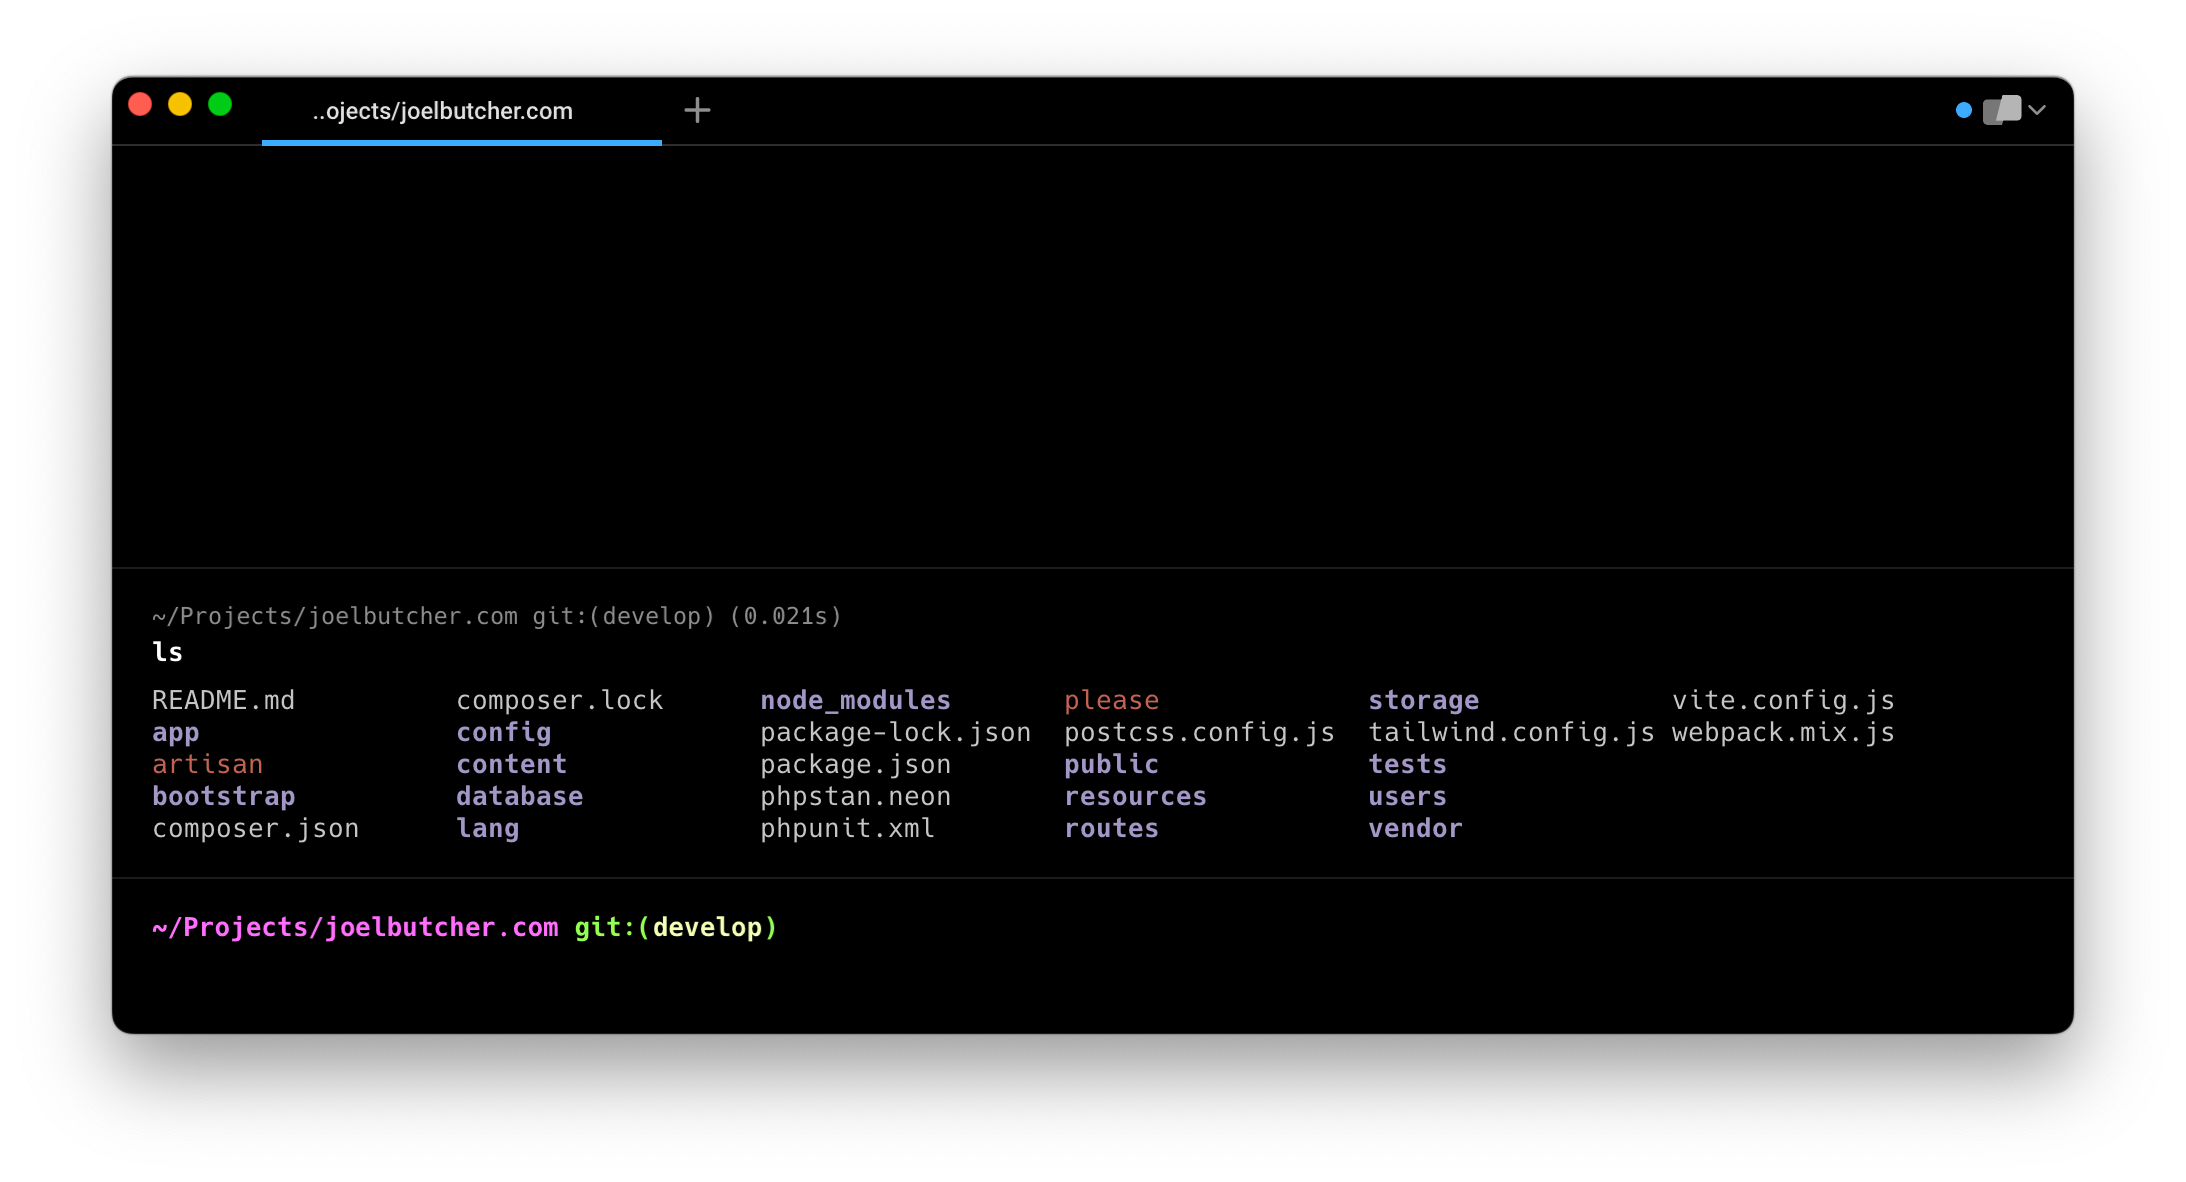 ..ojects/joelbutcher.com
~/Projects/joelbutcher.com git:(develop) (0.021s)
ls
README.md composer.lock node_modules please storage vite.config.js
app config package-lock.json postcss.config.js tailwind.config.js webpack.mix.js
artisan content package.json public tests
bootstrap database phpstan.neon resources users
composer.json lang phpunit.xml routes vendor
~/Projects/joelbutcher.com git:(develop)